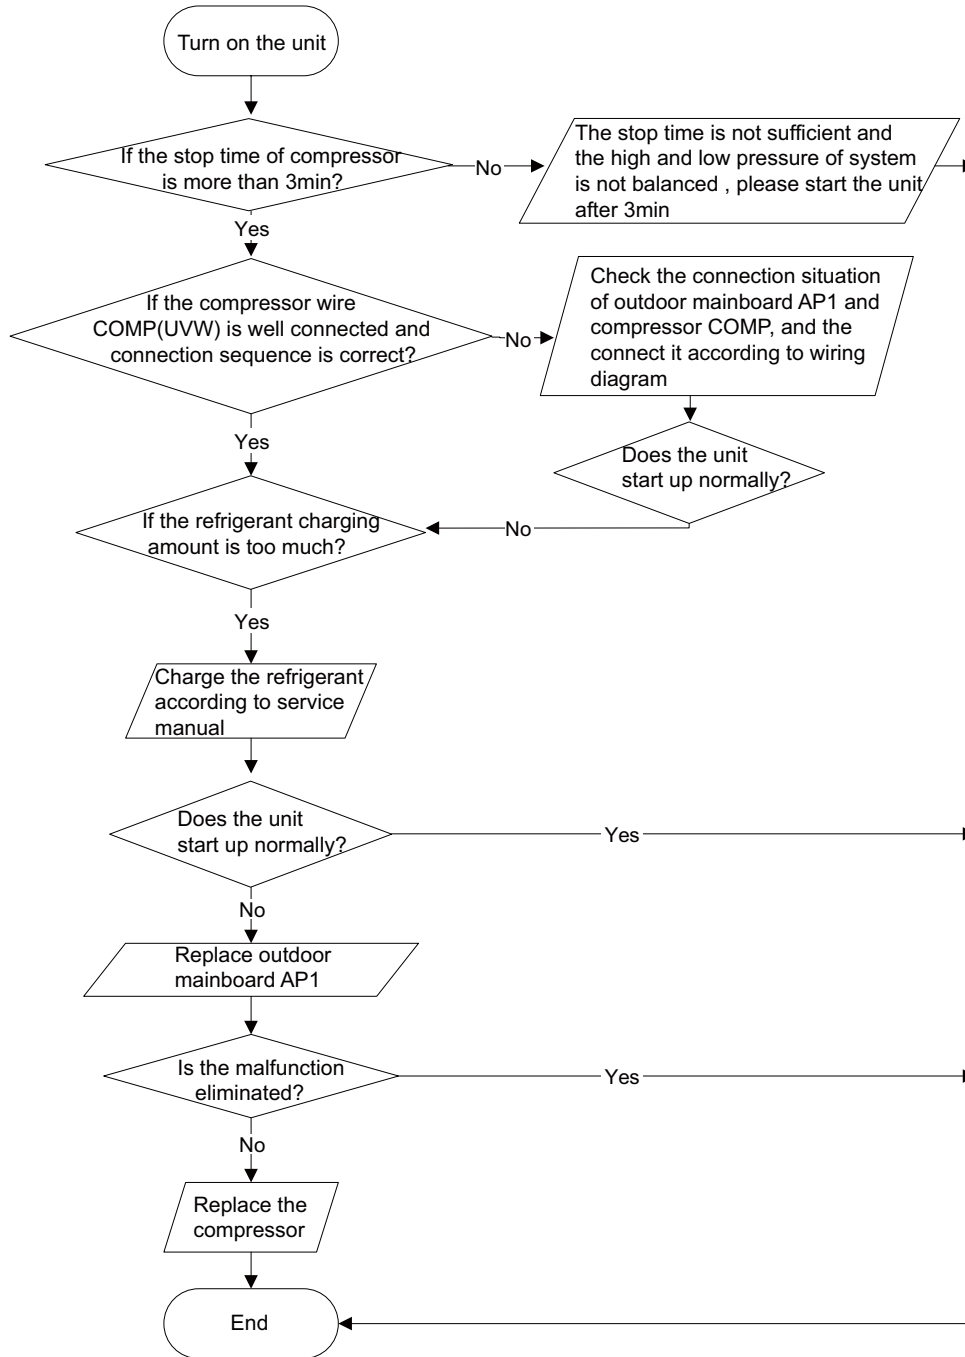 Turn on the unit
If the stop time of compressor
is more than 3min?
No
The stop time is not sufficient and
the high and low pressure of system
is not balanced , please start the unit
after 3min
Yes
If the compressor wire
COMP(UVW) is well connected and
connection sequence is correct?
No
Check the connection situation
of outdoor mainboard AP1 and
compressor COMP, and the
connect it according to wiring
diagram
Yes
Does the unit
start up normally?
If the refrigerant charging
amount is too much?
No
Yes
Charge the refrigerant
according to service
manual
Does the unit
start up normally?
Yes
No
Replace outdoor
mainboard AP1
Is the malfunction
eliminated?
Yes
No
Replace the
compressor
End